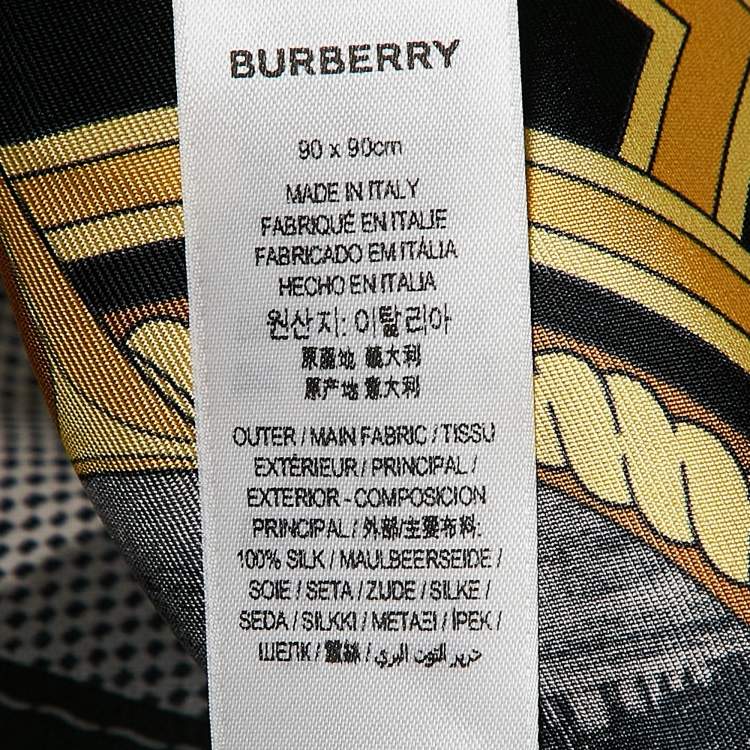 BURBERRY
90 x 90cm
MADE IN ITALY
FABRIQUÉ EN ITALIE
FABRICADO EM ITÁLIA
HECHO EN ITALIA
원산지: 이탈리아
原產地 義大利
原产地 意大利
OUTER / MAIN FABRIC / TISSU
EXTÉRIEUR / PRINCIPAL /
EXTERIOR - COMPOSICION
PRINCIPAL / 外部/主要布料:
100% SILK / MAULBEERSEIDE /
SOIE / SETA / ZIJDE / SILKE /
SEDA / SILKKI / ΜΕΤΑΞΙ / İPEK /
ШЕЛК / 蠶絲 / حرير التوت البري